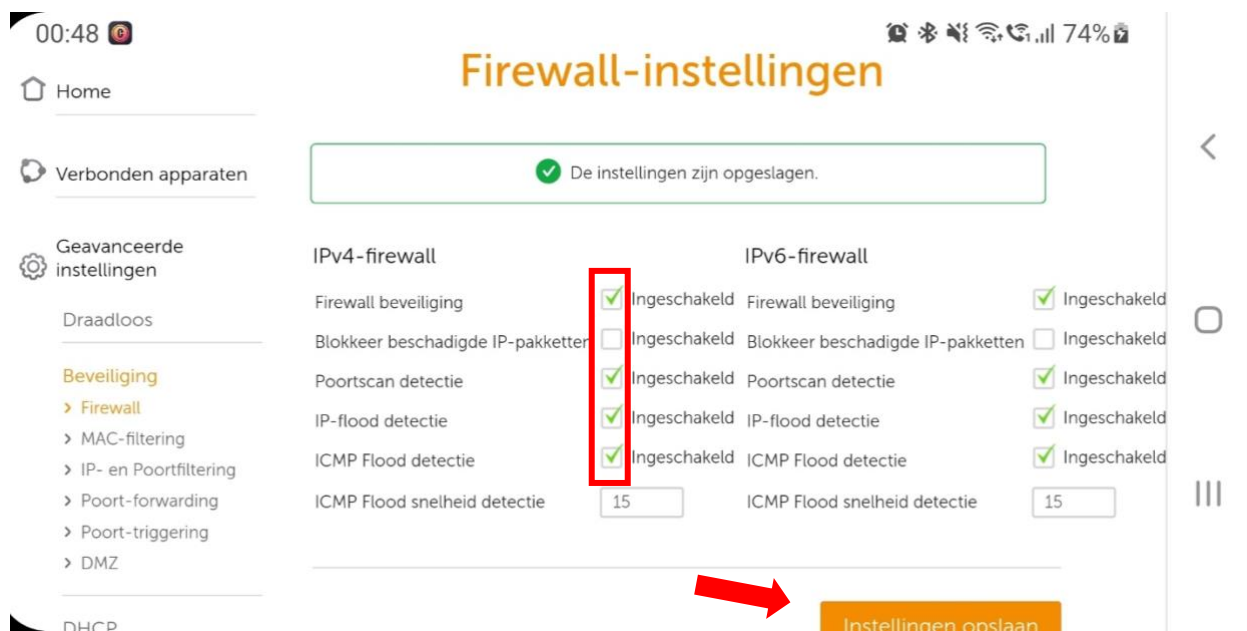 00:48
74%
Firewall-instellingen
Home
Verbonden apparaten
De instellingen zijn opgeslagen.
Geavanceerde
instellingen
Draadloos
Beveiliging
> Firewall
> MAC-filtering
> IP- en Poortfiltering
> Poort-forwarding
> Poort-triggering
> DMZ
DHCP
IPv4-firewall
Firewall beveiliging Ingeschakeld
Blokkeer beschadigde IP-pakketten Ingeschakeld
Poortscan detectie Ingeschakeld
IP-flood detectie Ingeschakeld
ICMP Flood detectie Ingeschakeld
ICMP Flood snelheid detectie 15
IPv6-firewall
Firewall beveiliging Ingeschakeld
Blokkeer beschadigde IP-pakketten Ingeschakeld
Poortscan detectie Ingeschakeld
IP-flood detectie Ingeschakeld
ICMP Flood detectie Ingeschakeld
ICMP Flood snelheid detectie 15
Instellingen opslaan